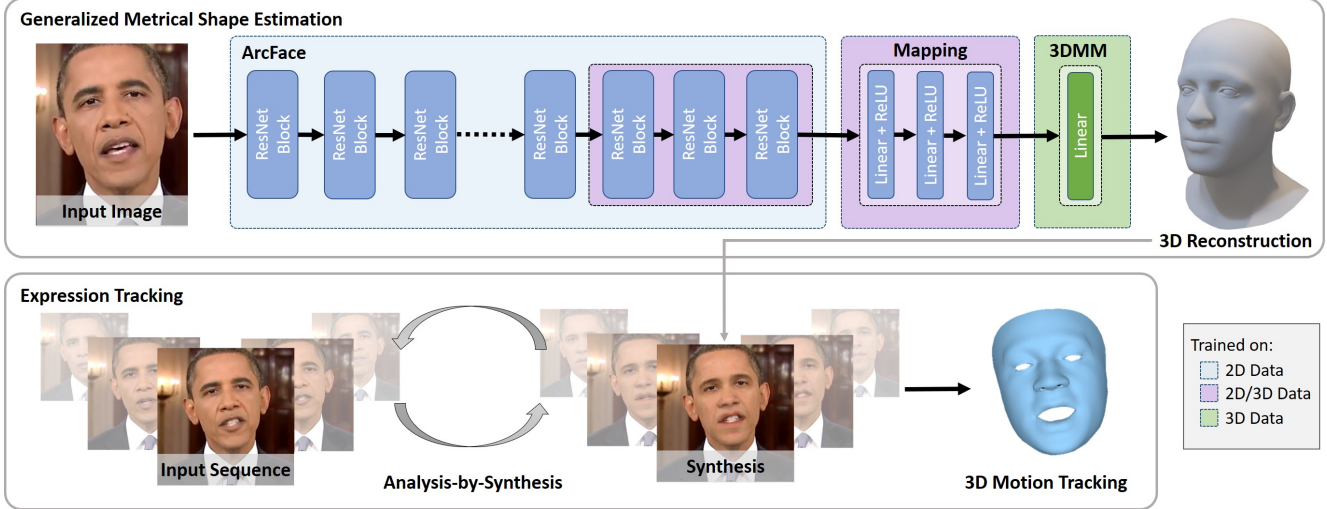 Generalized Metrical Shape Estimation
ArcFace
Mapping
3DMM
ResNet
Block
ResNet
Block
ResNet
Block
ResNet
Block
ResNet
Block
ResNet
Block
ResNet
Block
Linear + ReLU
Linear + ReLU
Linear + ReLU
Linear
Input Image
3D Reconstruction
Expression Tracking
Input Sequence
Analysis-by-Synthesis
Synthesis
3D Motion Tracking
Trained on:
2D Data
2D/3D Data
3D Data